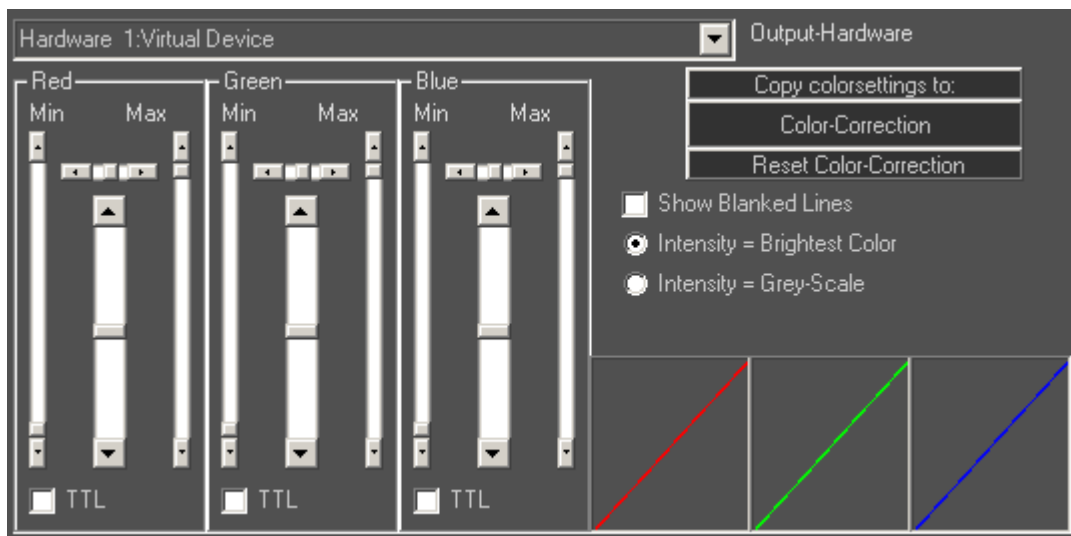 Hardware  1:Virtual Device
Output-Hardware
Red
Green
Blue
Min Max
Min Max
Min Max
Copy colorsettings to:
Color-Correction
Reset Color-Correction
Show Blanked Lines
Intensity = Brightest Color
Intensity = Grey-Scale
TTL
TTL
TTL